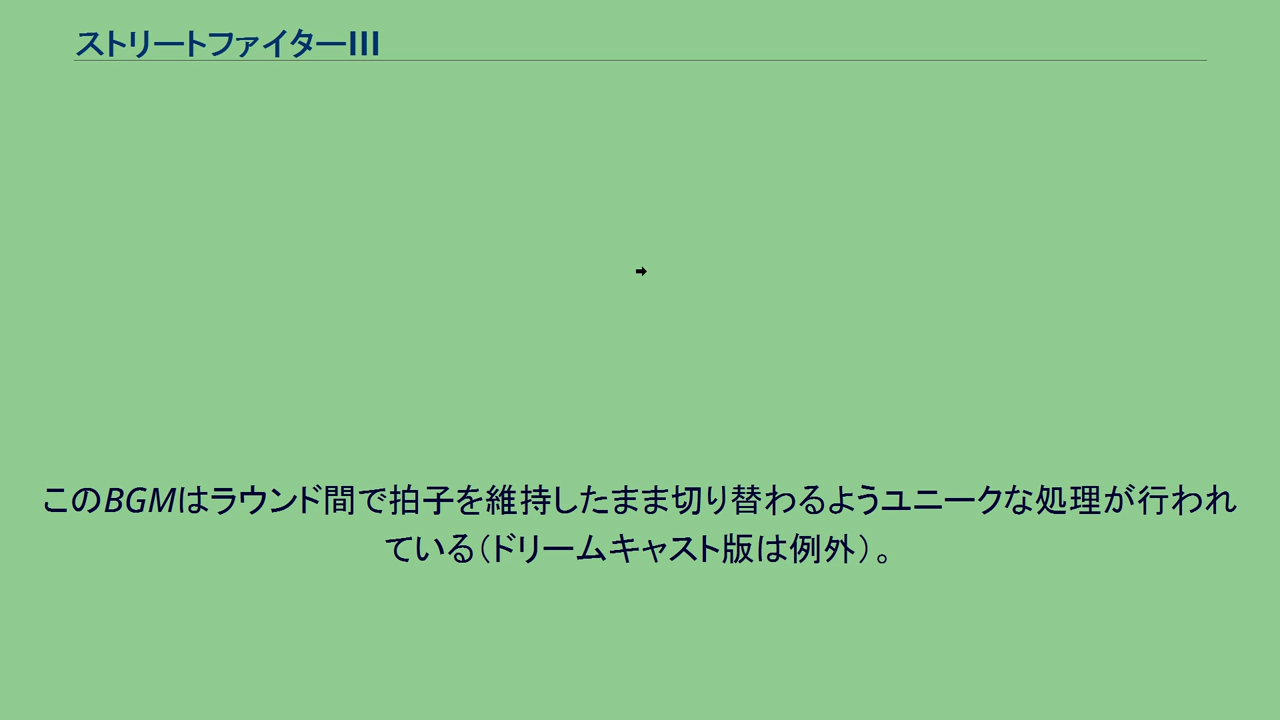 ストリートファイターIII
このBGMはラウンド間で拍子を維持したまま切り替わるようユニークな処理が行われ
ている（ドリームキャスト版は例外）。